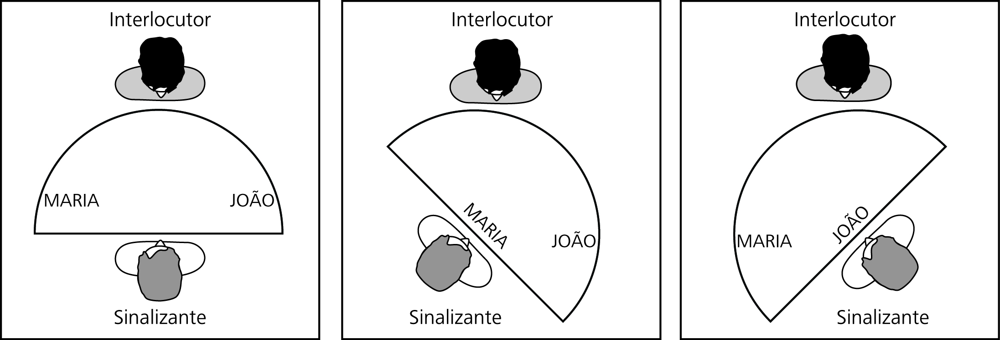 Interlocutor
MARIA
JOÃO
Sinalizante
Interlocutor
MARIA
JOÃO
Sinalizante
Interlocutor
MARIA
JOÃO
Sinalizante